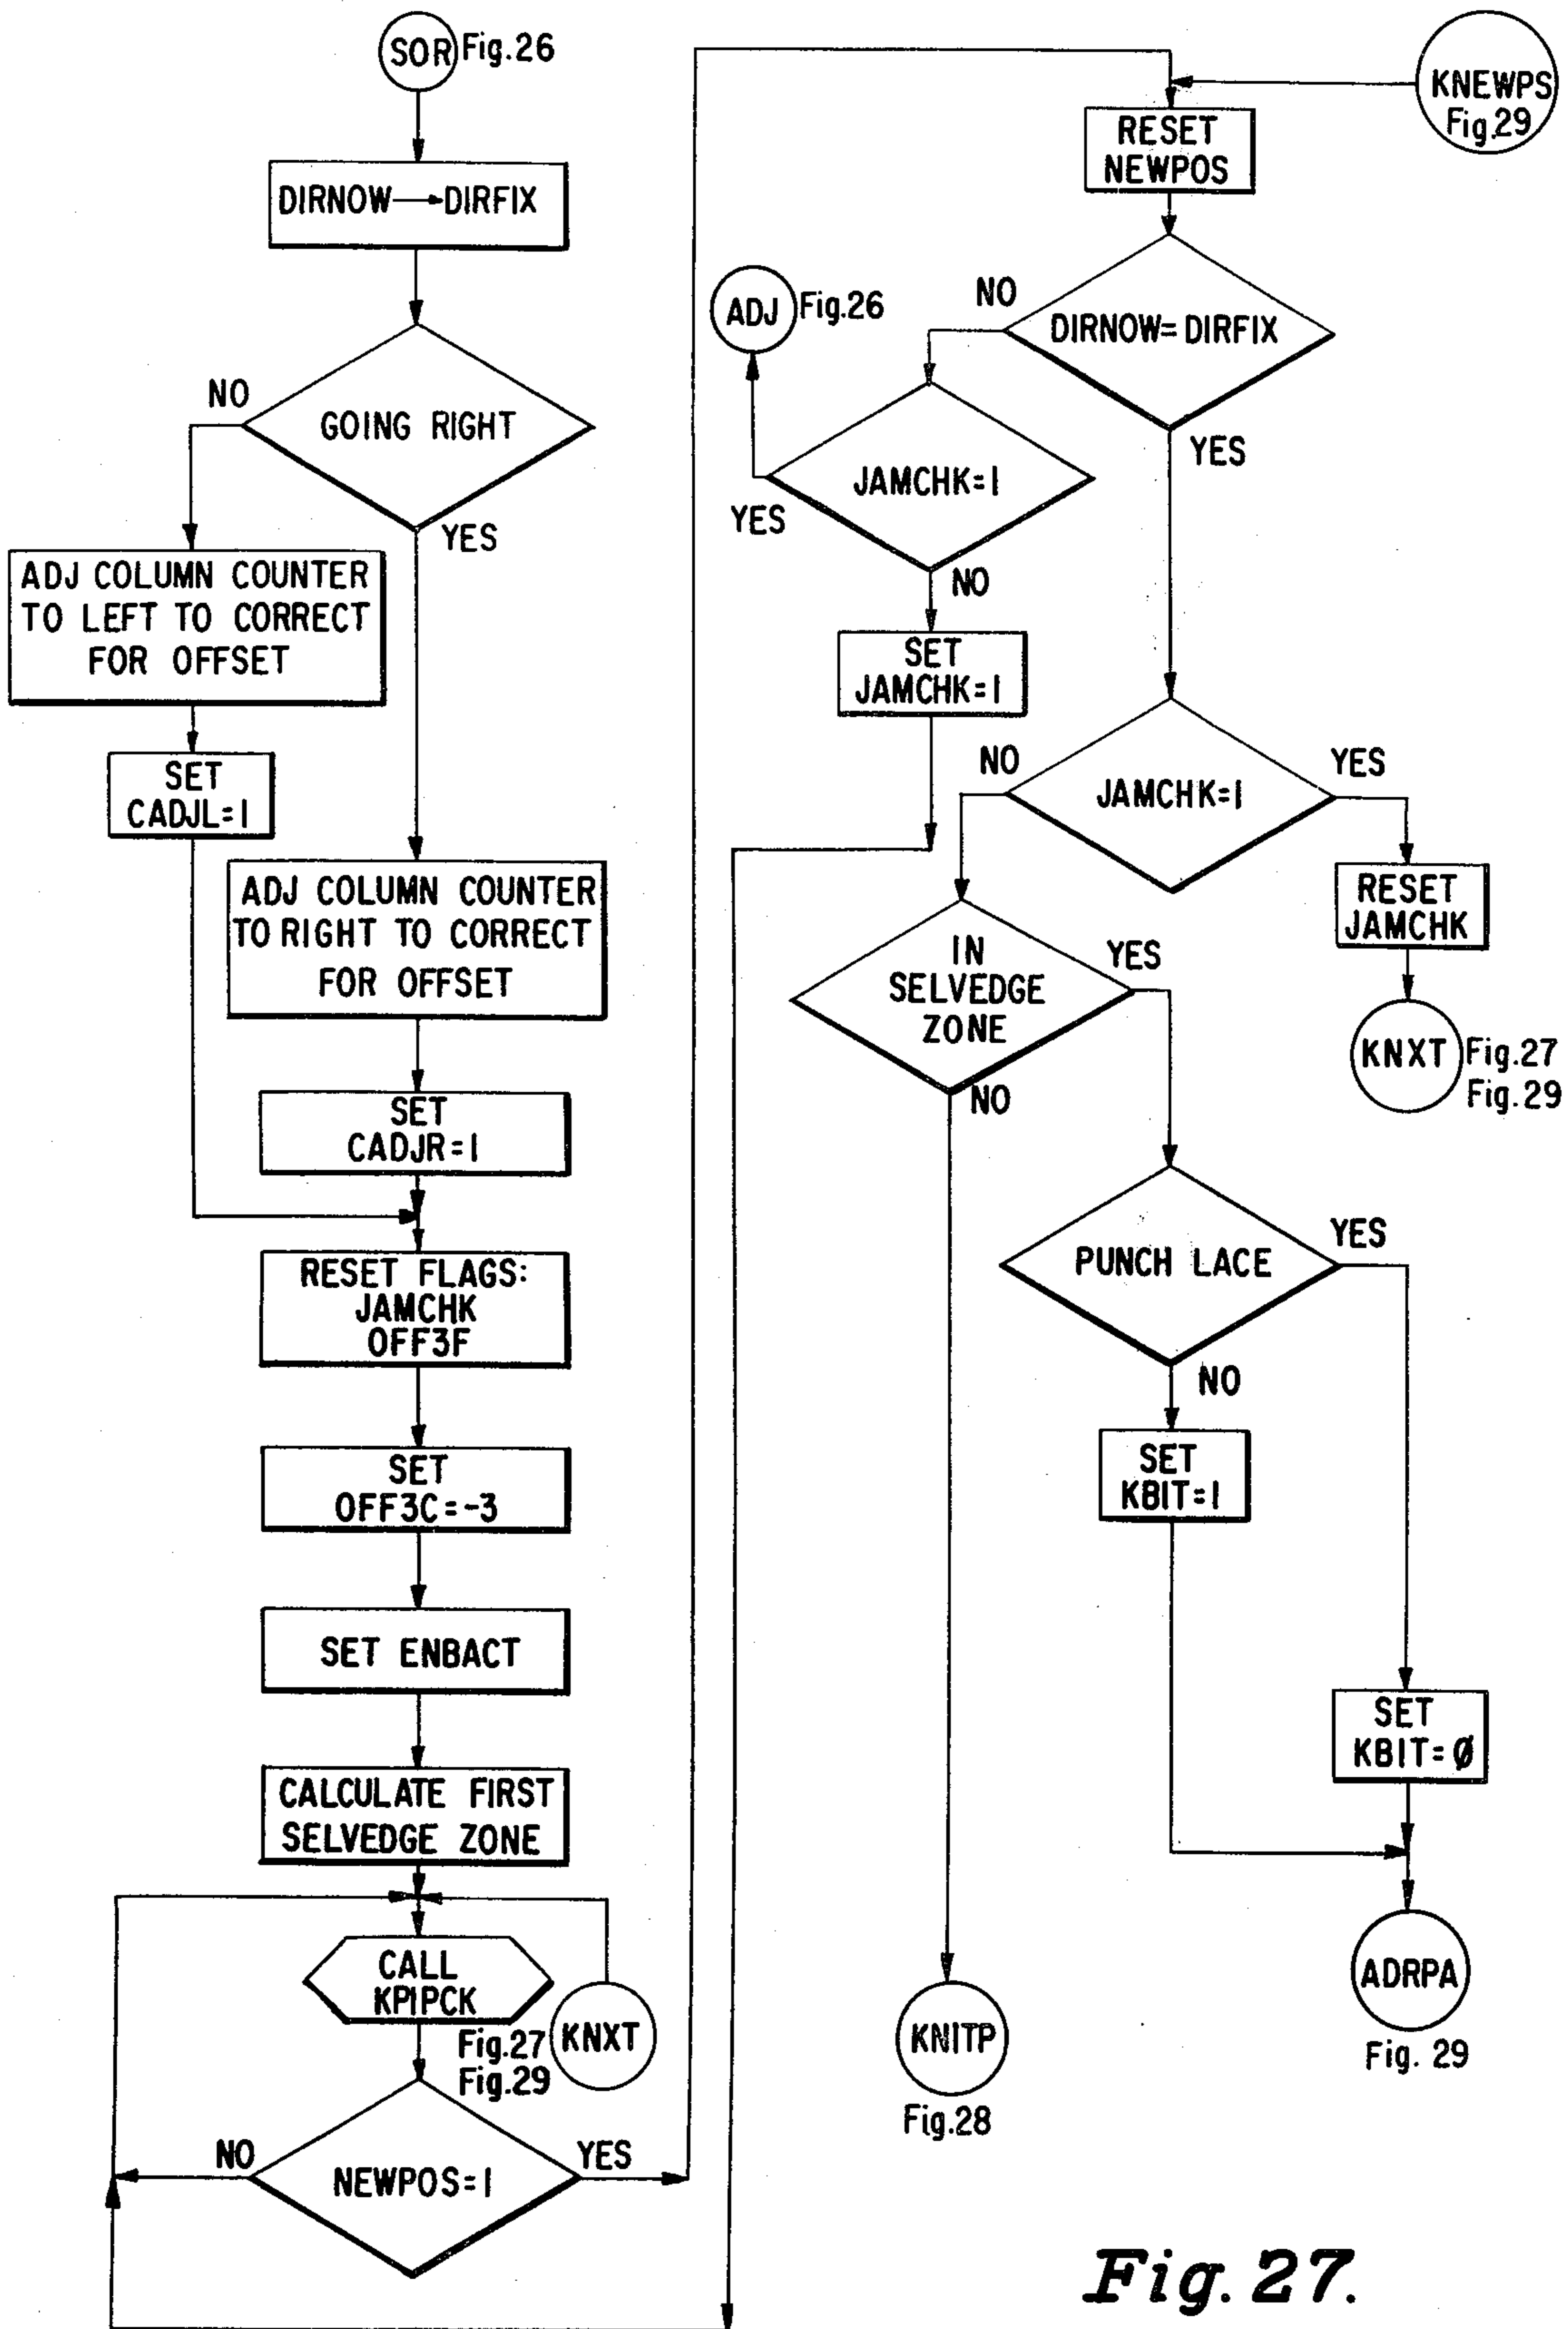 SOR Fig.26
DIRNOW→DIRFIX
GOING RIGHT
NO
YES
ADJ COLUMN COUNTER
TO LEFT TO CORRECT
FOR OFFSET
SET
CADJL=1
ADJ COLUMN COUNTER
TO RIGHT TO CORRECT
FOR OFFSET
SET
CADJR=1
RESET FLAGS:
JAMCHK
OFF3F
SET
OFF3C=-3
SET ENBACT
CALCULATE FIRST
SELVEDGE ZONE
CALL
KPIPCK
KNXT
Fig.27
Fig.29
NEWPOS=1
NO
YES
KNEWPS
Fig.29
RESET
NEWPOS
DIRNOW=DIRFIX
NO
YES
ADJ Fig.26
JAMCHK=1
YES
NO
SET
JAMCHK=1
JAMCHK=1
NO
YES
RESET
JAMCHK
KNXT Fig.27
Fig.29
IN
SELVEDGE
ZONE
YES
NO
PUNCH LACE
YES
NO
SET
KBIT=1
SET
KBIT=Ø
ADRPA
Fig. 29
KNITP
Fig.28
Fig. 27.